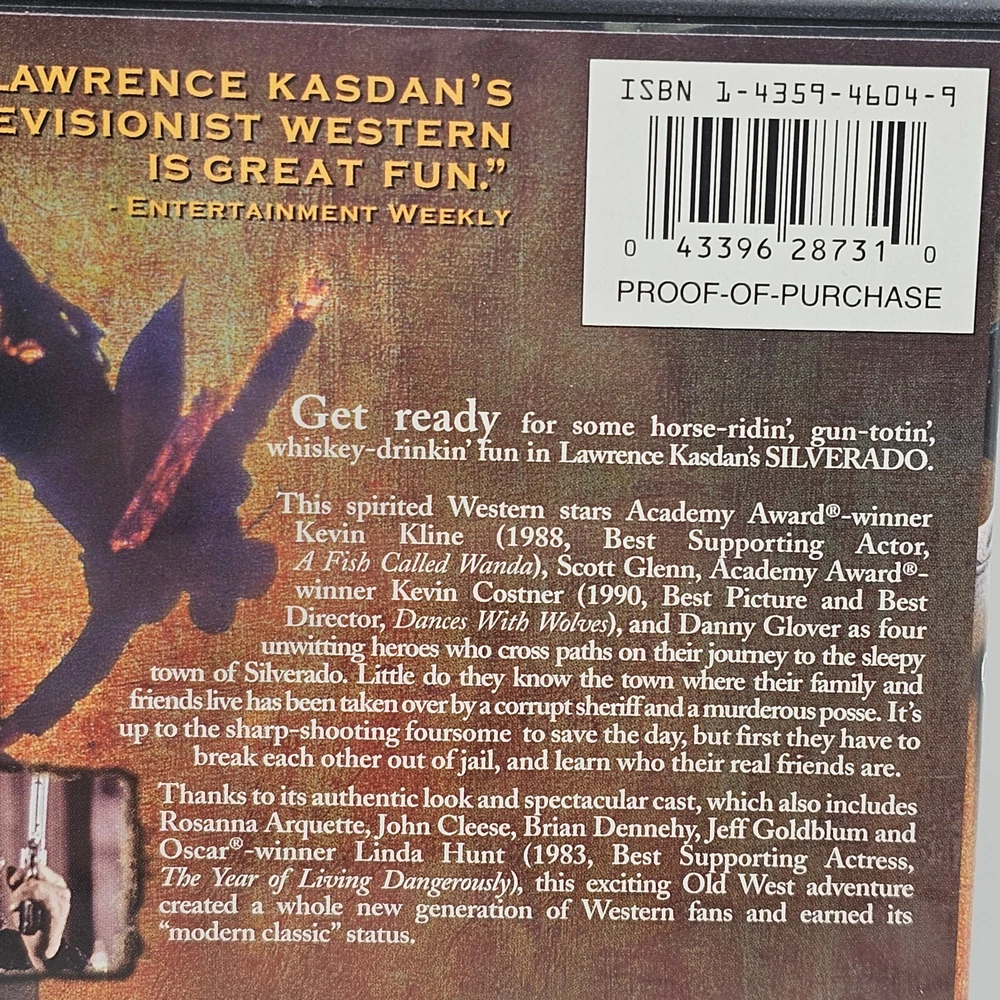 LAWRENCE KASDAN'S
EVISIONIST WESTERN
IS GREAT FUN."
- ENTERTAINMENT WEEKLY
ISBN 1-4359-4604-9
0 43396 28731 0
PROOF-OF-PURCHASE
Get ready for some horse-ridin', gun-totin',
whiskey-drinkin' fun in Lawrence Kasdan's SILVERADO.
This spirited Western stars Academy Award®-winner
Kevin Kline (1988, Best Supporting Actor,
A Fish Called Wanda), Scott Glenn, Academy Award®-
winner Kevin Costner (1990, Best Picture and Best
Director, Dances With Wolves), and Danny Glover as four
unwitting heroes who cross paths on their journey to the sleepy
town of Silverado. Little do they know the town where their family and
friends live has been taken over by a corrupt sheriff and a murderous posse. It's
up to the sharp-shooting foursome to save the day, but first they have to
break each other out of jail, and learn who their real friends are.
Thanks to its authentic look and spectacular cast, which also includes
Rosanna Arquette, John Cleese, Brian Dennehy, Jeff Goldblum and
Oscar®-winner Linda Hunt (1983, Best Supporting Actress,
The Year of Living Dangerously), this exciting Old West adventure
created a whole new generation of Western fans and earned its
"modern classic" status.